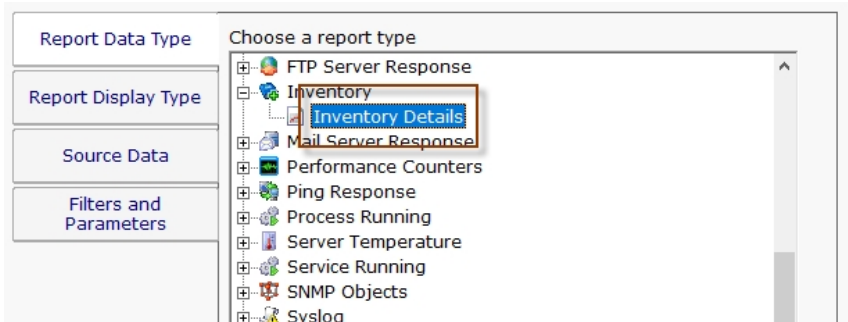 Report Data Type
Choose a report type
FTP Server Response
Inventory
Report Display Type
Inventory Details
Mail Server Response
Source Data
Performance Counters
Ping Response
Filters and
Parameters
Process Running
Server Temperature
Service Running
SNMP Objects
Syslog